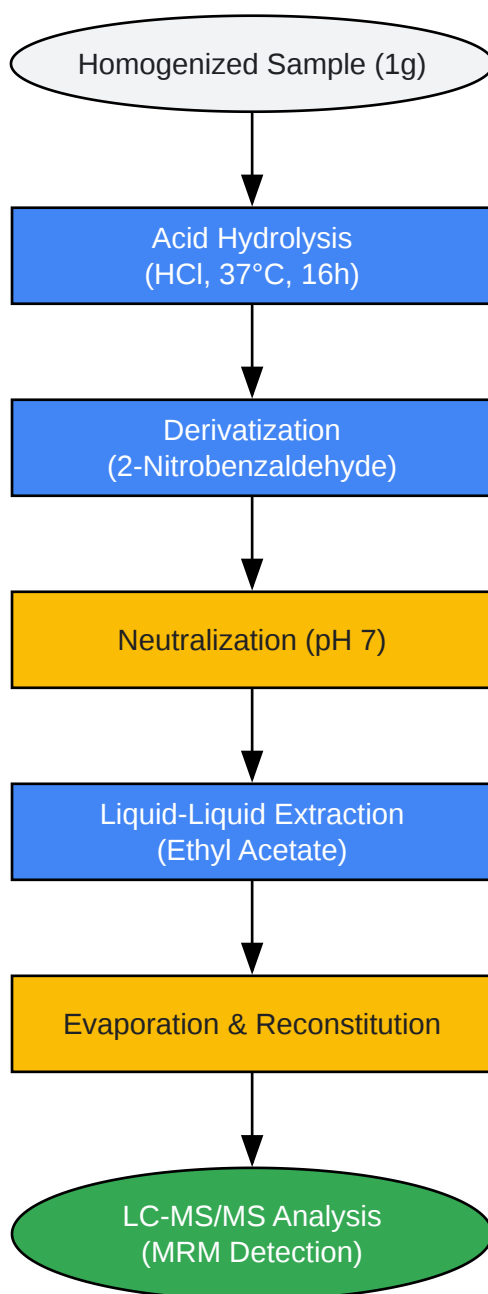 Homogenized Sample (1g)
Acid Hydrolysis
(HCl, 37°C, 16h)
Derivatization
(2-Nitrobenzaldehyde)
Neutralization (pH 7)
Liquid-Liquid Extraction
(Ethyl Acetate)
Evaporation & Reconstitution
LC-MS/MS Analysis
(MRM Detection)